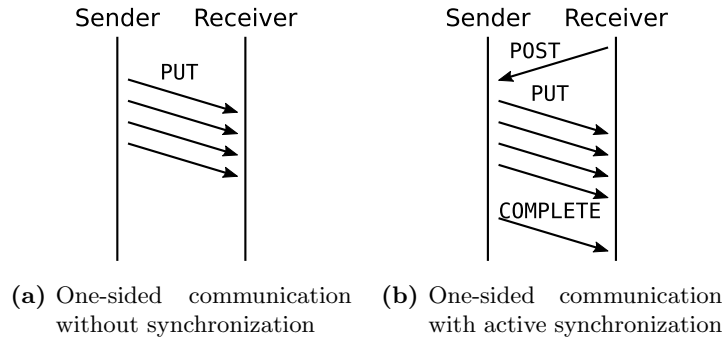 Sender Receiver
PUT
(a) One-sided communication
without synchronization
Sender Receiver
POST
PUT
COMPLETE
(b) One-sided communication
with active synchronization